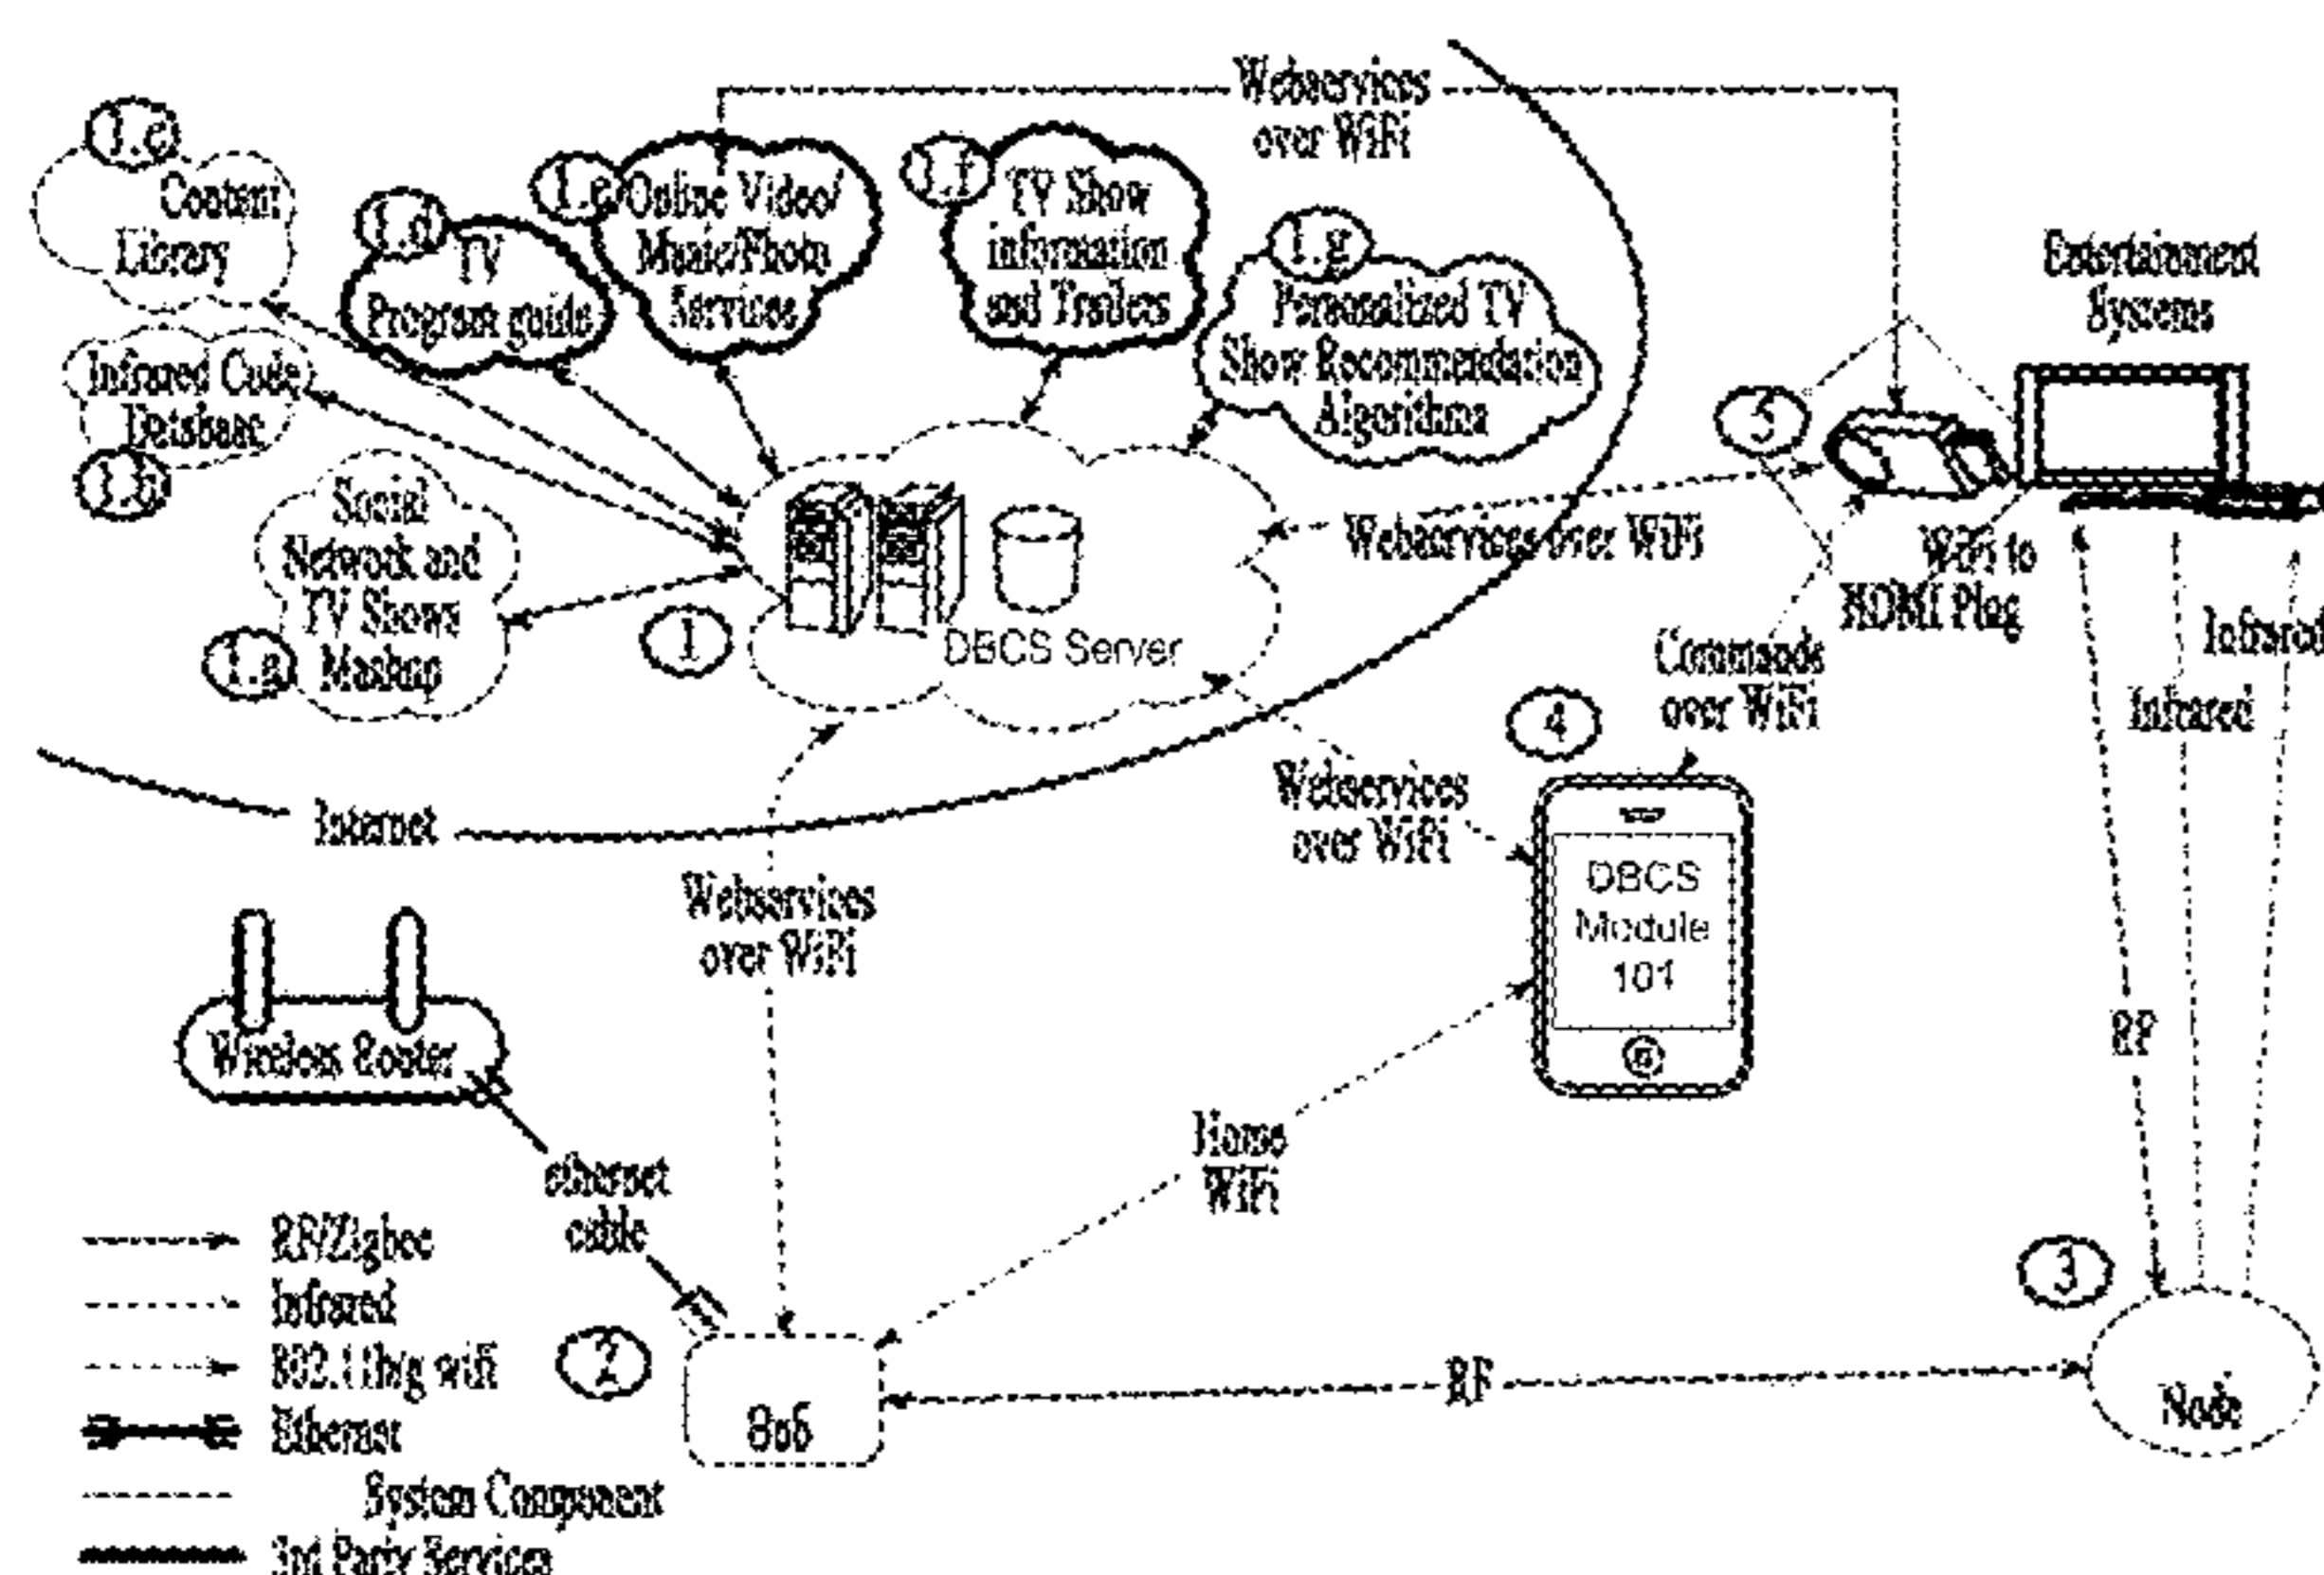 Webservices
over WiFi
1.c
Content
Library
1.d
TV
Program guide
1.e
Online Video/
Music/Photo
Services
1.f
TV Show
information
and Trailers
1.g
Personalized TV
Show Recommendation
Algorithms
Entertainment
Systems
Infrared Code
Database
1.b
Social
Network and
TV Shows
Mashup
1.a
1
DBCS Server
5
Webservices over WiFi
WiFi to
HDMI Plug
Infrared
Infrared
Commands
over WiFi
4
Webservices
over WiFi
Internet
DBCS
Module
101
Webservices
over WiFi
Wireless Router
RF
ethernet
cable
Home
WiFi
3
RF/Zigbee
Infrared
802.11b/g wifi
Ethernet
System Component
3rd Party Services
2
RF
Node